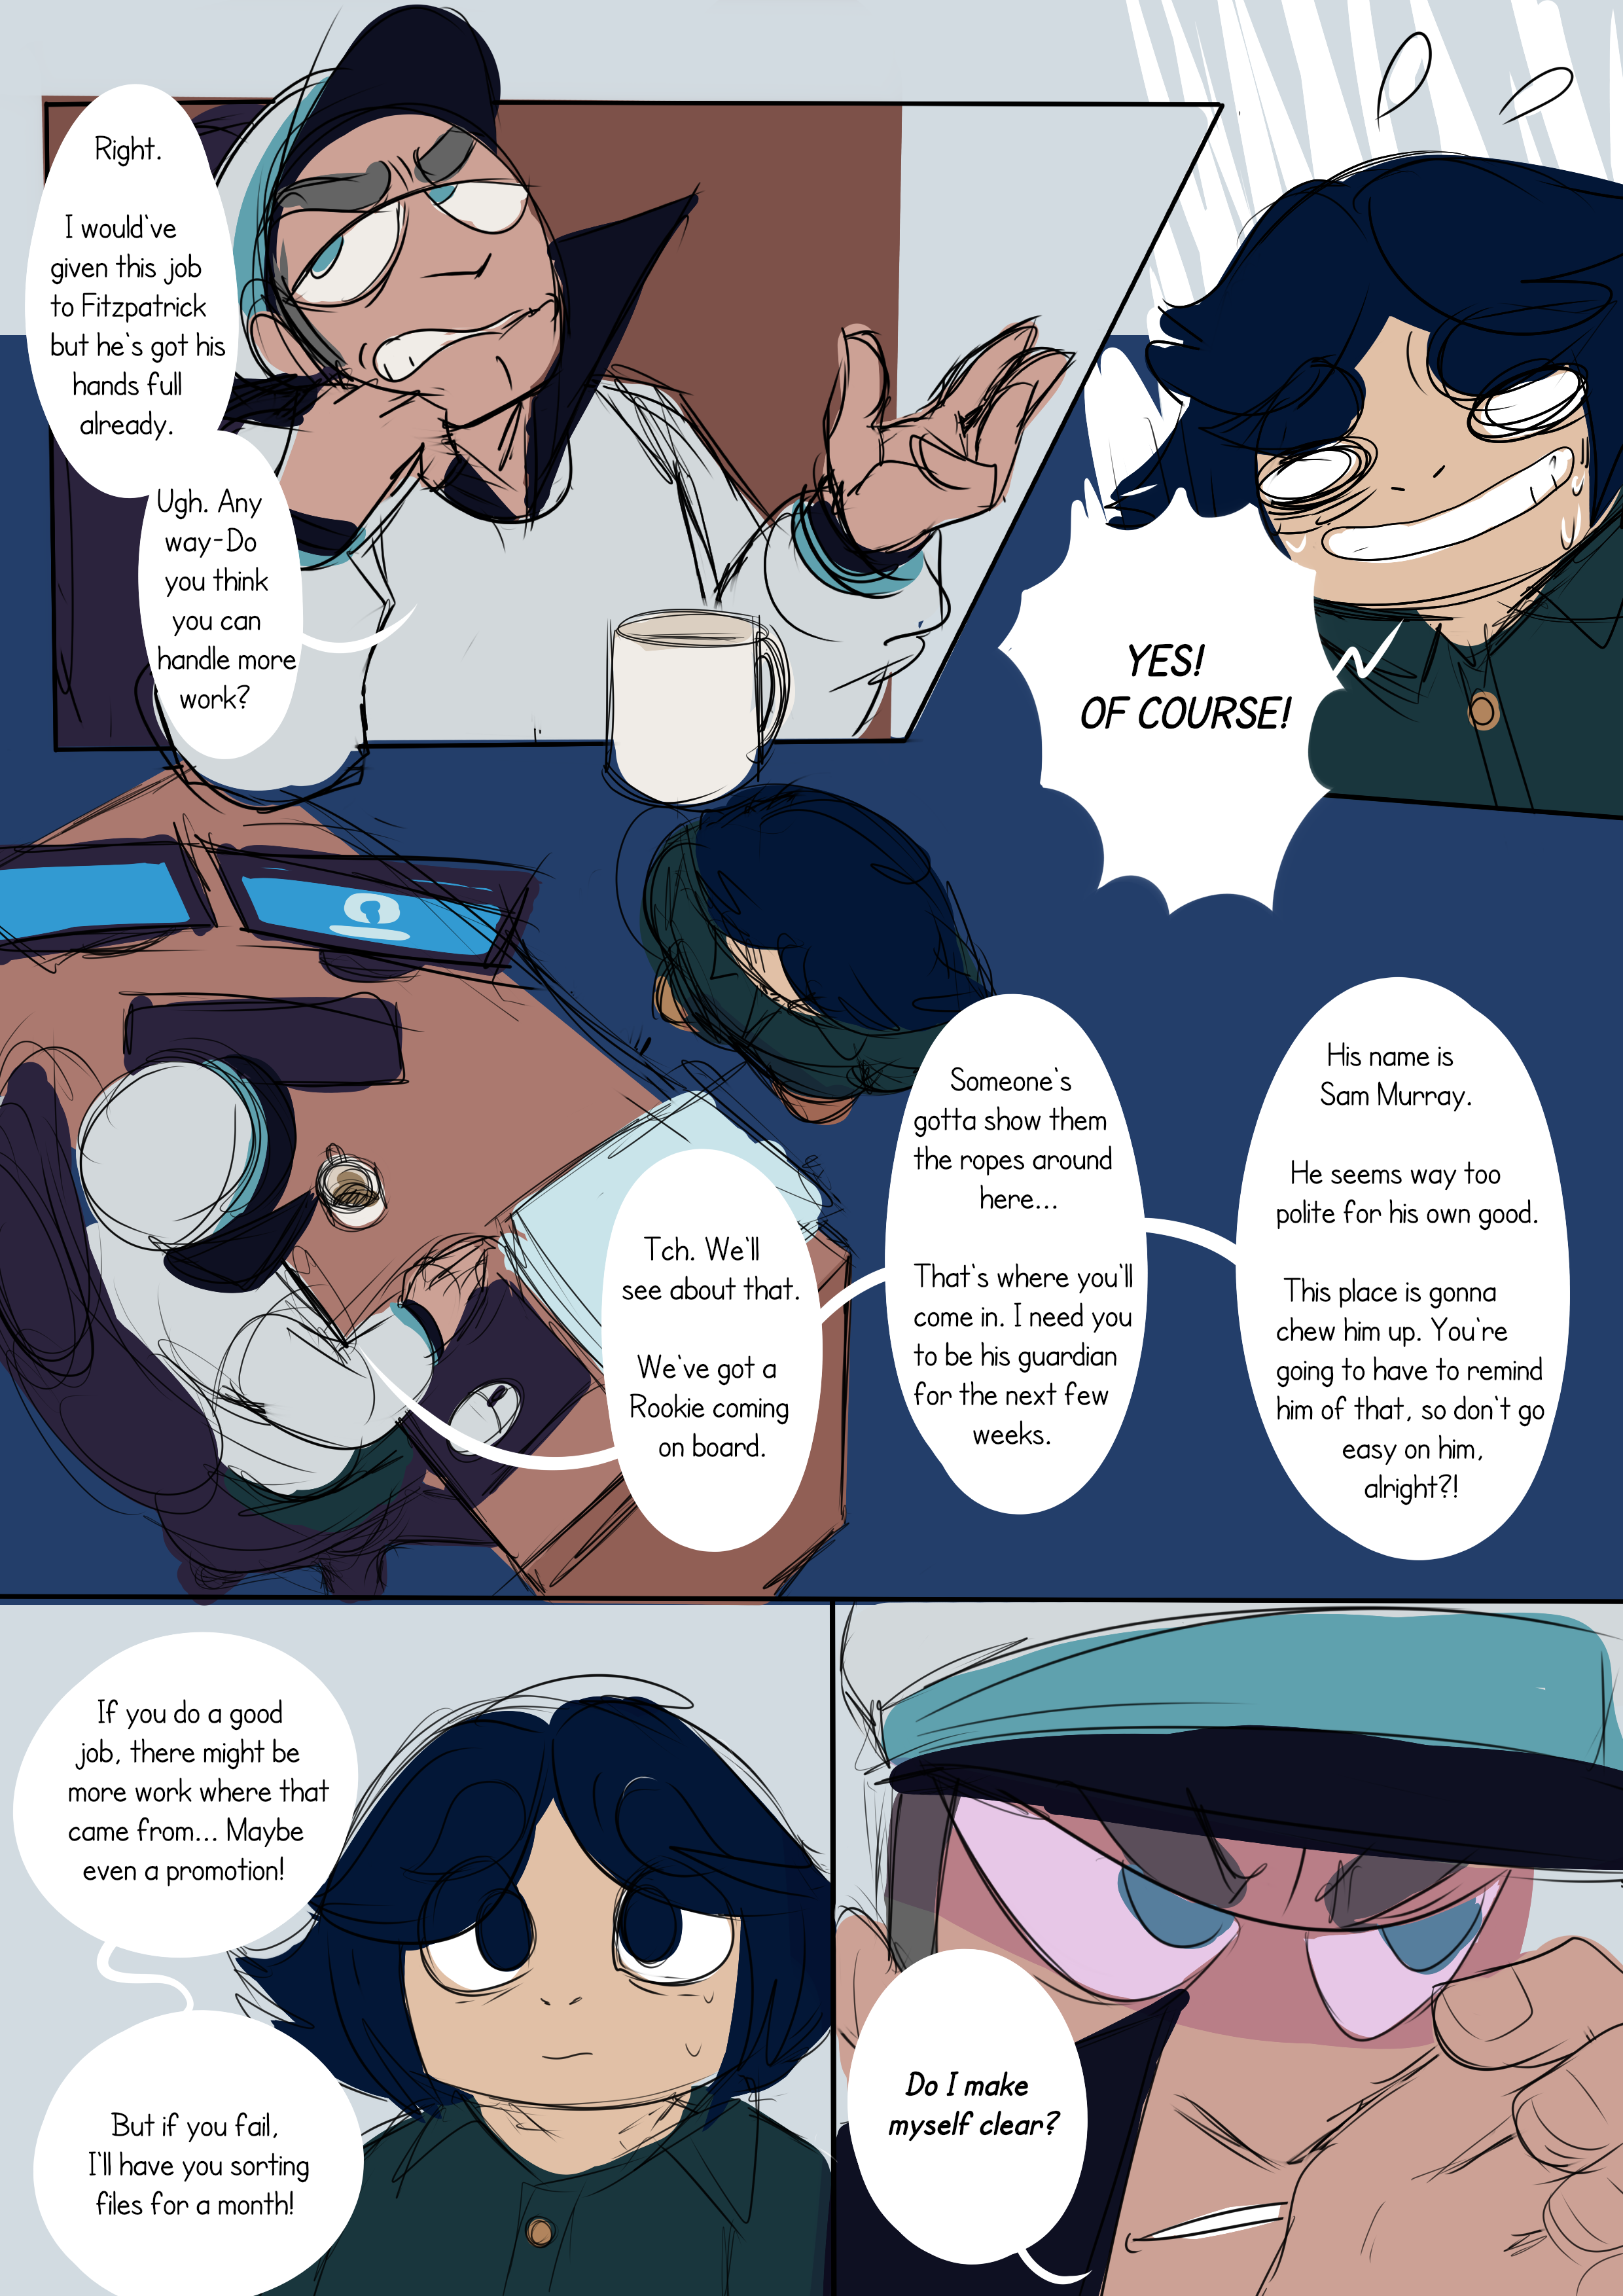 Right.
I would've
given this job
to Fitzpatrick
but he's got his
hands full
already.
Ugh. Any
way-Do
you think
you can
handle more
work?
YES!
OF COURSE!
Tch. We'll
see about that.
We've got a
Rookie coming
on board.
Someone's
gotta show them
the ropes around
here...
That's where you'll
come in. I need you
to be his guardian
for the next few
weeks.
His name is
Sam Murray.
He seems way too
polite for his own good.
This place is gonna
chew him up. You're
going to have to remind
him of that, so don't go
easy on him,
alright?!
If you do a good
job, there might be
more work where that
came from... Maybe
even a promotion!
But if you fail,
I'll have you sorting
files for a month!
Do I make
myself clear?